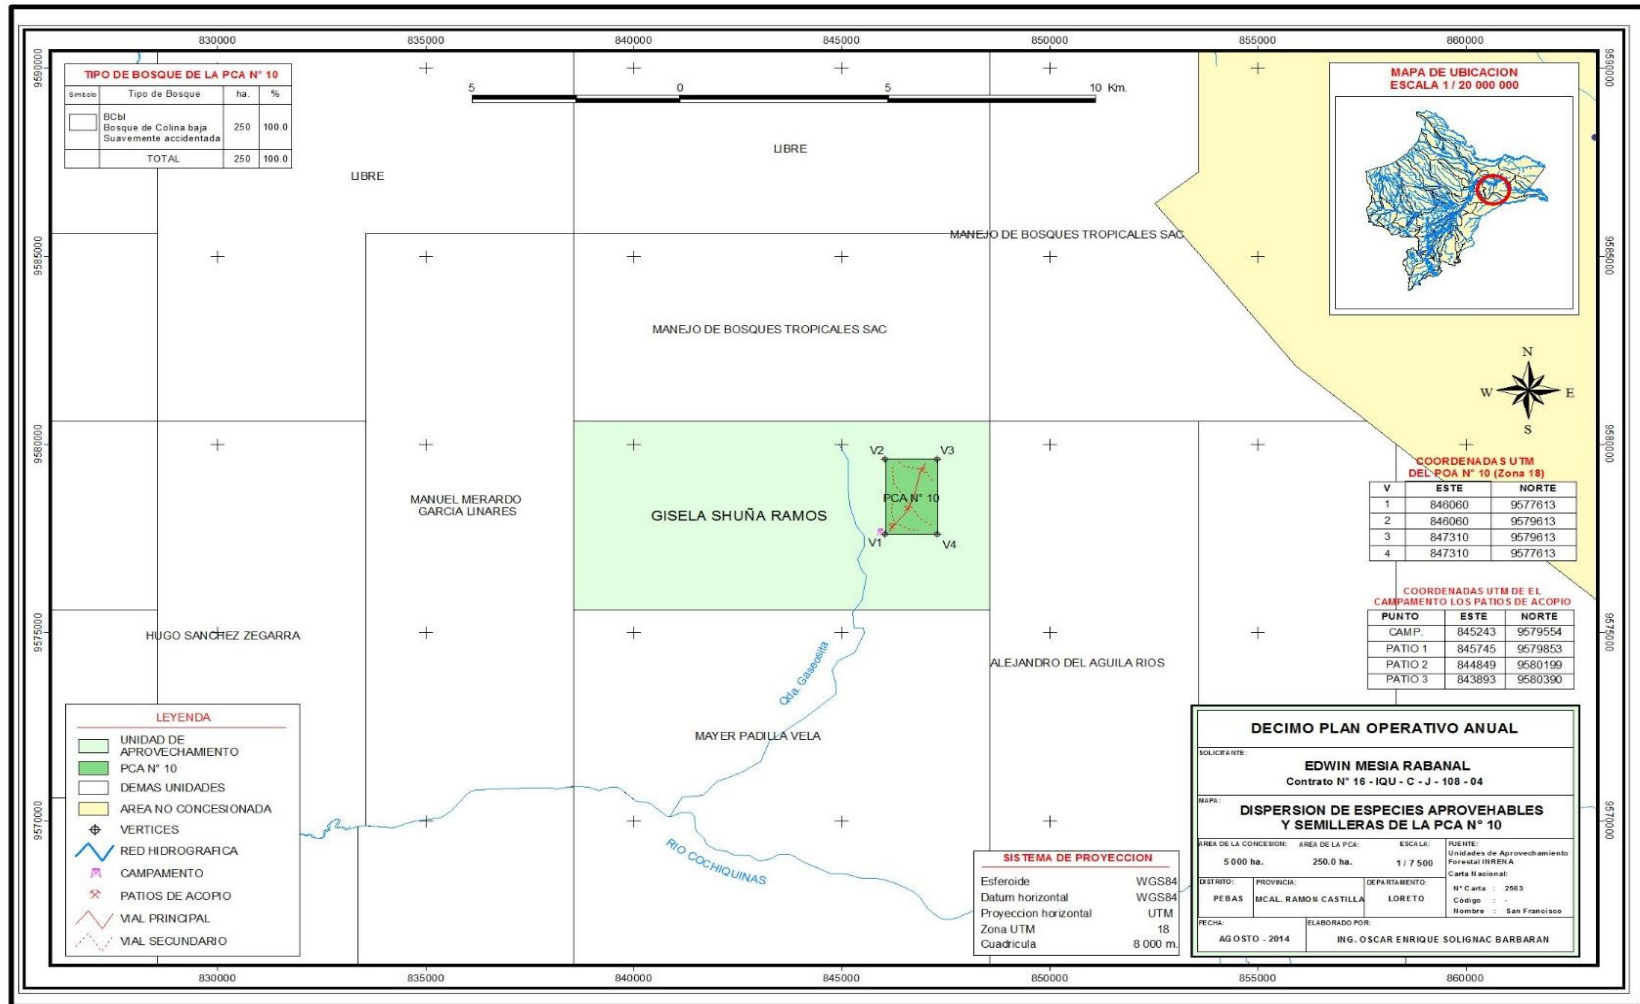 830000 835000 840000 845000 850000 855000 860000
9590000
9590000
TIPO DE BOSQUE DE LA PCA N° 10
Simbolo Tipo de Bosque ha. %
BCbl
Bosque de Colina baja
Suavemente accidentada
250 100.0
TOTAL 250 100.0
5 0 5 10 Km.
MAPA DE UBICACION
ESCALA 1 / 20 000 000
LIBRE
LIBRE
MANEJO DE BOSQUES TROPICALES SAC
9585000
9585000
MANEJO DE BOSQUES TROPICALES SAC
N
W E
S
9580000
9580000
V2 V3
PCA N° 10
V1 V4
MANUEL MERARDO
GARCIA LINARES
GISELA SHUÑA RAMOS
COORDENADAS UTM
DEL POA N° 10 (Zona 18)
V ESTE NORTE
1 846060 9577613
2 846060 9579613
3 847310 9579613
4 847310 9577613
COORDENADAS UTM DE EL
CAMPAMENTO LOS PATIOS DE ACOPIO
PUNTO ESTE NORTE
CAMP. 845243 9579554
PATIO 1 845745 9579853
PATIO 2 844849 9580199
PATIO 3 843893 9580390
9575000
9575000
HUGO SANCHEZ ZEGARRA
ALEJANDRO DEL AGUILA RIOS
Qda. Gaseosita
MAYER PADILLA VELA
9570000
9570000
RIO COCHIQUINAS
LEYENDA
UNIDAD DE
APROVECHAMIENTO
PCA N° 10
DEMAS UNIDADES
AREA NO CONCESIONADA
VERTICES
RED HIDROGRAFICA
CAMPAMENTO
PATIOS DE ACOPIO
VIAL PRINCIPAL
VIAL SECUNDARIO
SISTEMA DE PROYECCION
Esferoide WGS84
Datum horizontal WGS84
Proyeccion horizontal UTM
Zona UTM 18
Cuadricula 8 000 m.
DECIMO PLAN OPERATIVO ANUAL
SOLICITANTE:
EDWIN MESIA RABANAL
Contrato N° 16 - IQU - C - J - 108 - 04
MAPA:
DISPERSION DE ESPECIES APROVEHABLES
Y SEMILLERAS DE LA PCA N° 10
AREA DE LA CONCESION: AREA DE LA PCA: ESCALA:
5 000 ha. 250.0 ha. 1 / 7 500
FUENTE:
Unidades de Aprovechamiento
Forestal INRENA
Carta Nacional:
N° Carta : 2563
Código : -
Nombre : San Francisco
DISTRITO: PROVINCIA: DEPARTAMENTO:
PEBAS MCAL. RAMON CASTILLA LORETO
FECHA: ELABORADO POR:
AGOSTO - 2014 ING. OSCAR ENRIQUE SOLIGNAC BARBARAN
830000 835000 840000 845000 850000 855000 860000